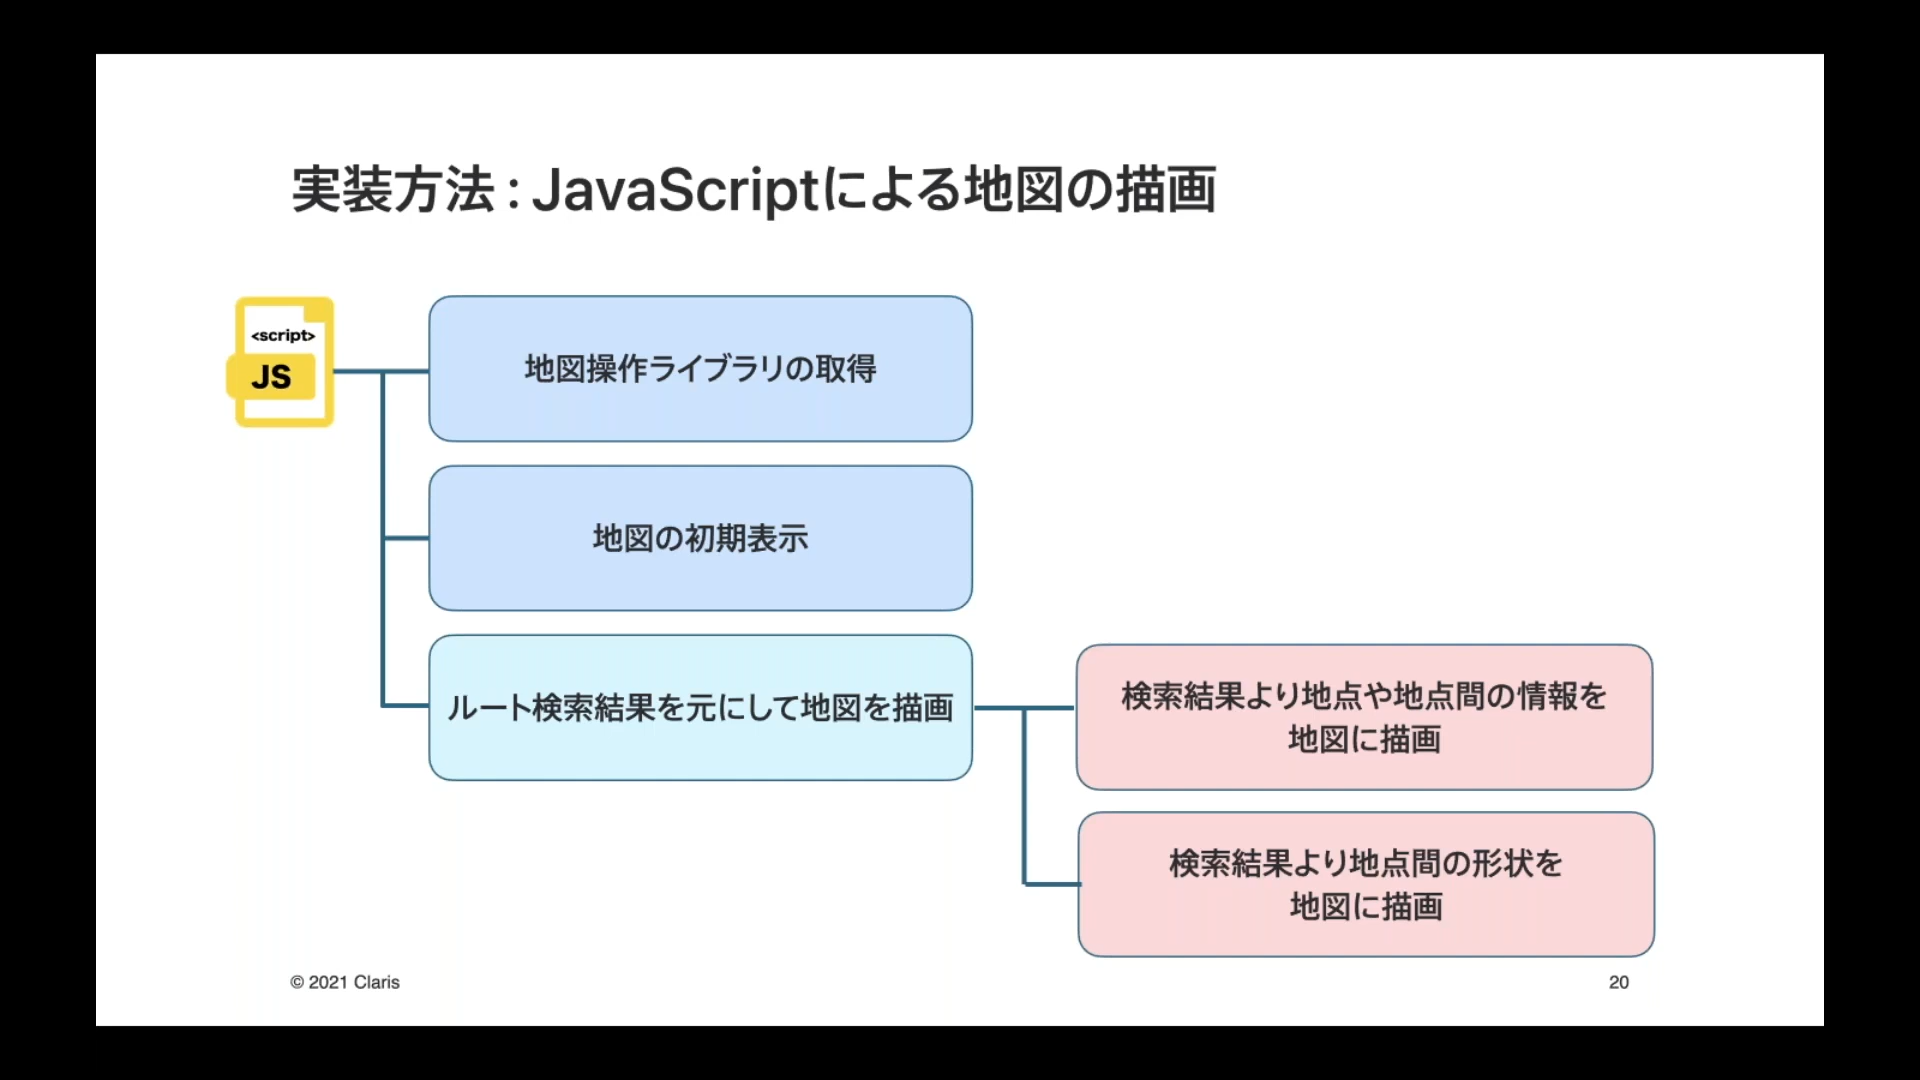 実装方法 : JavaScriptによる地図の描画
<script>
JS
地図操作ライブラリの取得
地図の初期表示
ルート検索結果を元にして地図を描画
検索結果より地点や地点間の情報を
地図に描画
検索結果より地点間の形状を
地図に描画
© 2021 Claris
20